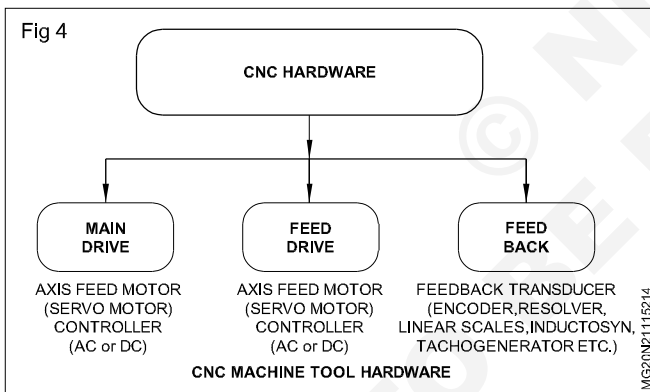 Fig 4
CNC HARDWARE
MAIN
DRIVE
AXIS FEED MOTOR
(SERVO MOTOR)
CONTROLLER
(AC or DC)
FEED
DRIVE
AXIS FEED MOTOR
(SERVO MOTOR)
CONTROLLER
(AC or DC)
FEED
BACK
FEEDBACK TRANSDUCER
(ENCODER,RESOLVER,
LINEAR SCALES,INDUCTOSYN,
TACHOGENERATOR ETC.)
CNC MACHINE TOOL HARDWARE
MG20N21115214